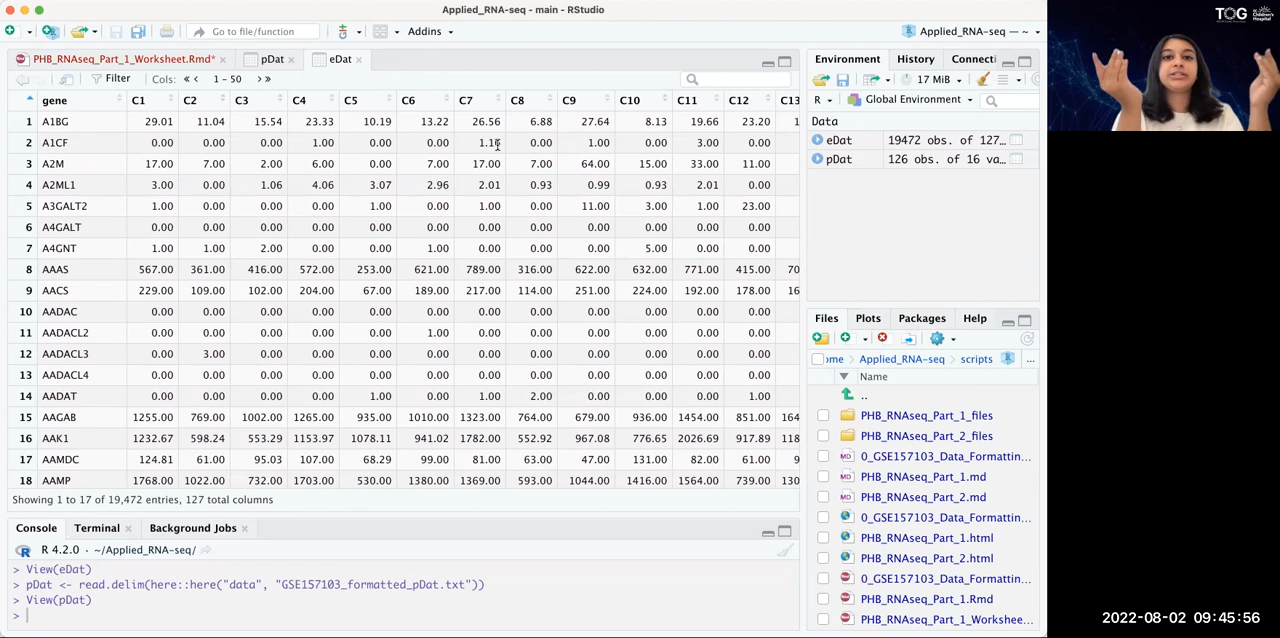 Applied_RNA-seq - main - RStudio
Go to file/function
Addins
Applied_RNA-seq — ~
PHB_RNAseq_Part_1_Worksheet.Rmd*
pDat
eDat
Filter
Cols:
1 - 50
gene C1 C2 C3 C4 C5 C6 C7 C8 C9 C10 C11 C12 C13
1 A1BG 29.01 11.04 15.54 23.33 10.19 13.22 26.56 6.88 27.64 8.13 19.66 23.20 1
2 A1CF 0.00 0.00 0.00 1.00 0.00 0.00 1.16 0.00 1.00 0.00 3.00 0.00
3 A2M 17.00 7.00 2.00 6.00 0.00 7.00 17.00 7.00 64.00 15.00 33.00 11.00
4 A2ML1 3.00 0.00 1.06 4.06 3.07 2.96 2.01 0.93 0.99 0.93 2.01 0.00
5 A3GALT2 1.00 0.00 0.00 0.00 1.00 0.00 1.00 0.00 11.00 3.00 1.00 23.00
6 A4GALT 0.00 0.00 0.00 0.00 0.00 0.00 0.00 0.00 0.00 0.00 0.00 0.00
7 A4GNT 1.00 1.00 2.00 0.00 0.00 1.00 0.00 0.00 0.00 5.00 0.00 0.00
8 AAAS 567.00 361.00 416.00 572.00 253.00 621.00 789.00 316.00 622.00 632.00 771.00 415.00 70
9 AACS 229.00 109.00 102.00 204.00 67.00 189.00 217.00 114.00 251.00 224.00 192.00 178.00 16
10 AADAC 0.00 0.00 0.00 0.00 0.00 0.00 0.00 0.00 0.00 0.00 0.00 0.00
11 AADACL2 0.00 0.00 0.00 0.00 0.00 1.00 0.00 0.00 0.00 0.00 0.00 0.00
12 AADACL3 0.00 3.00 0.00 0.00 0.00 0.00 0.00 0.00 0.00 0.00 0.00 0.00
13 AADACL4 0.00 0.00 0.00 0.00 0.00 0.00 0.00 0.00 0.00 0.00 0.00 0.00
14 AADAT 0.00 0.00 0.00 0.00 1.00 0.00 1.00 2.00 0.00 0.00 0.00 1.00
15 AAGAB 1255.00 769.00 1002.00 1265.00 935.00 1010.00 1323.00 764.00 679.00 936.00 1454.00 851.00 164
16 AAK1 1232.67 598.24 553.29 1153.97 1078.11 941.02 1782.00 552.92 967.08 776.65 2026.69 917.89 118
17 AAMDC 124.81 61.00 95.03 107.00 68.29 99.00 81.00 63.00 47.00 131.00 82.00 61.00 9
18 AAMP 1768.00 1022.00 732.00 1703.00 530.00 1380.00 1369.00 593.00 1044.00 1416.00 1564.00 739.00 130
Showing 1 to 17 of 19,472 entries, 127 total columns
Console Terminal Background Jobs
R 4.2.0 · ~/Applied_RNA-seq/
> View(eDat)
> pDat <- read.delim(here::here("data", "GSE157103_formatted_pDat.txt"))
> View(pDat)
>
Environment History Connecti
17 MiB
R Global Environment
Data
eDat 19472 obs. of 127...
pDat 126 obs. of 16 va...
Files Plots Packages Help
ome > Applied_RNA-seq > scripts ...
Name
..
PHB_RNAseq_Part_1_files
PHB_RNAseq_Part_2_files
0_GSE157103_Data_Formattin...
PHB_RNAseq_Part_1.md
PHB_RNAseq_Part_2.md
0_GSE157103_Data_Formattin...
PHB_RNAseq_Part_1.html
PHB_RNAseq_Part_2.html
0_GSE157103_Data_Formattin...
PHB_RNAseq_Part_1.Rmd
PHB_RNAseq_Part_1_Workshee...
TOG
2022-08-02 09:45:56